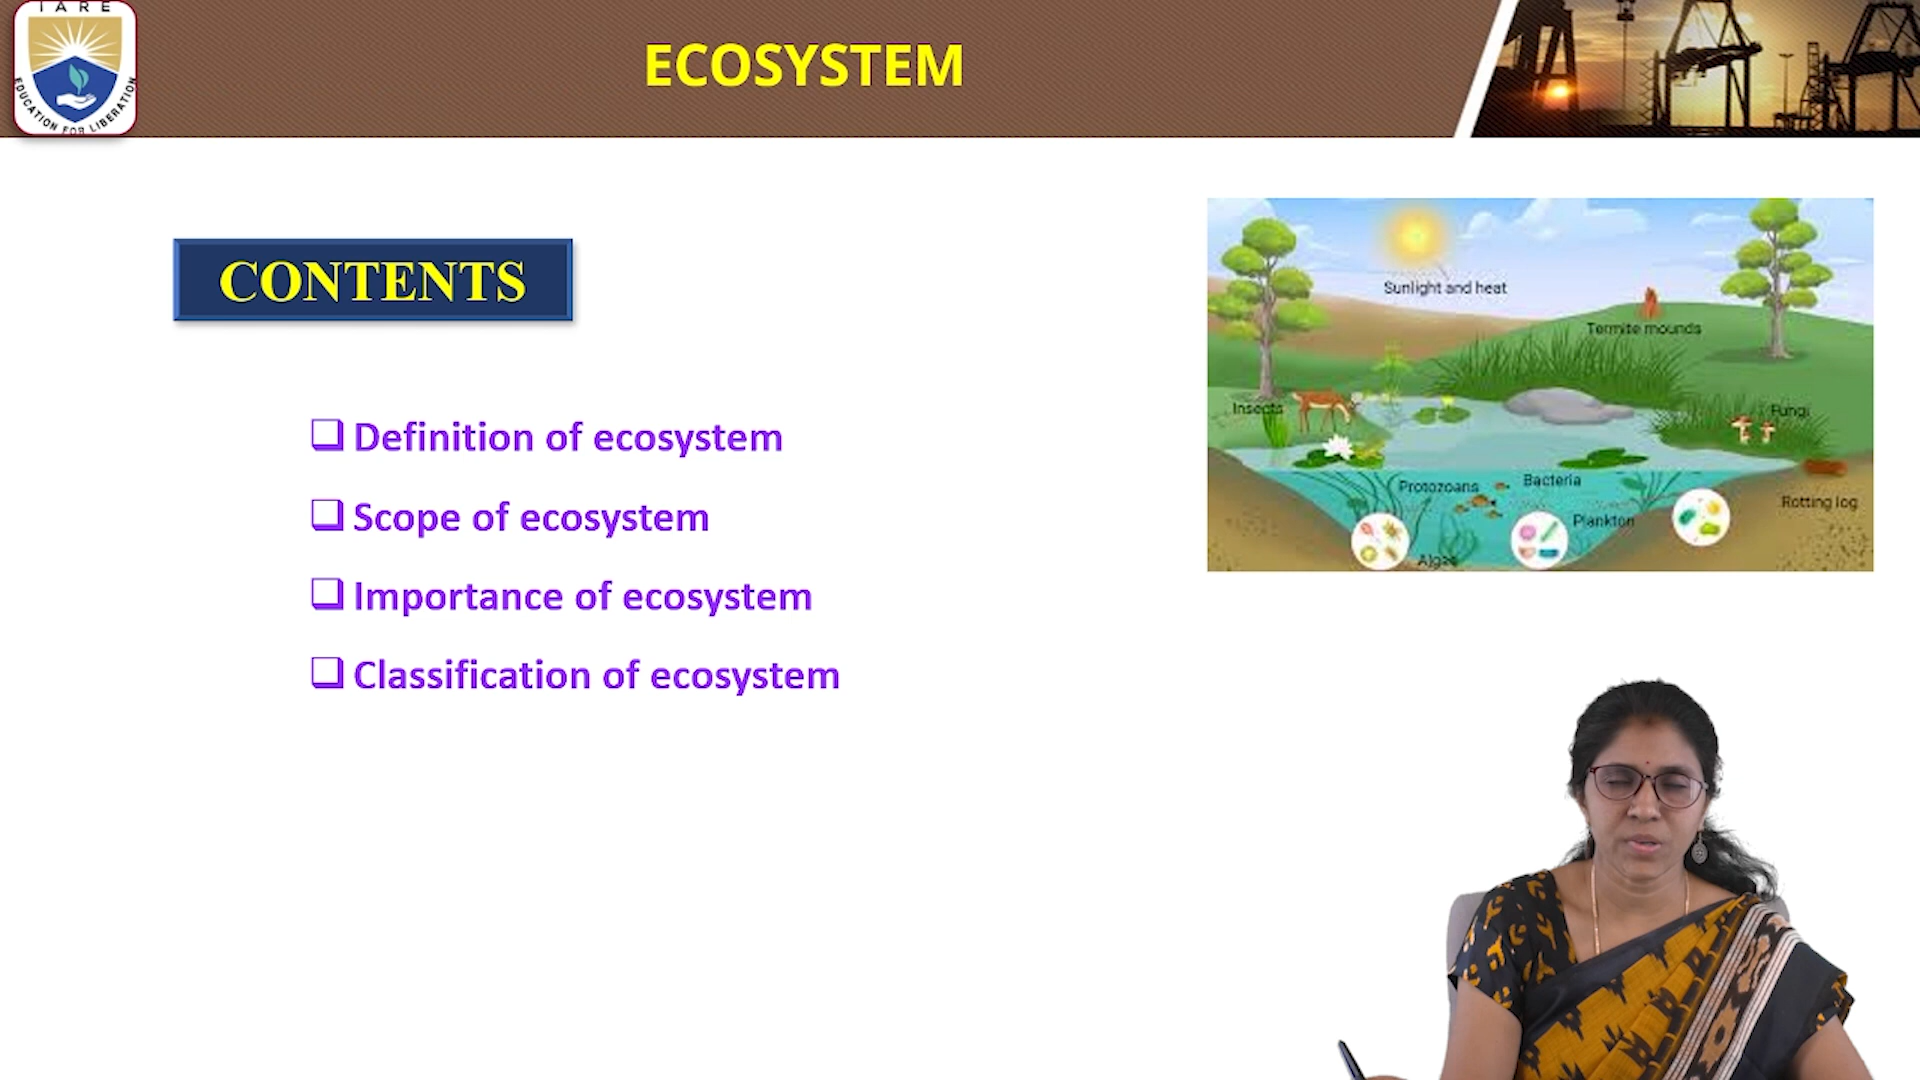 IARE
EDUCATION FOR LIBERATION
ECOSYSTEM
CONTENTS
Definition of ecosystem
Scope of ecosystem
Importance of ecosystem
Classification of ecosystem
Sunlight and heat
Termite mounds
Insects
Fungi
Protozoans
Bacteria
Plankton
Rotting log
Algae